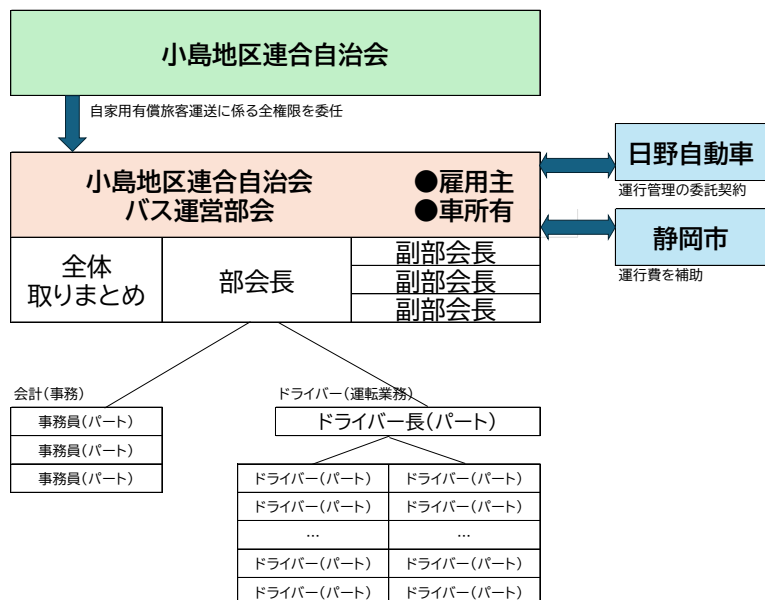 小島地区連合自治会
自家用有償旅客運送に係る全権限を委任
小島地区連合自治会
バス運営部会
●雇用主
●車所有
日野自動車
運行管理の委託契約
静岡市
運行費を補助
全体
取りまとめ
部会長
副部会長
副部会長
副部会長
会計(事務)
事務員(パート)
事務員(パート)
事務員(パート)
ドライバー(運転業務)
ドライバー長(パート)
ドライバー(パート) ドライバー(パート)
ドライバー(パート) ドライバー(パート)
… …
ドライバー(パート) ドライバー(パート)
ドライバー(パート) ドライバー(パート)